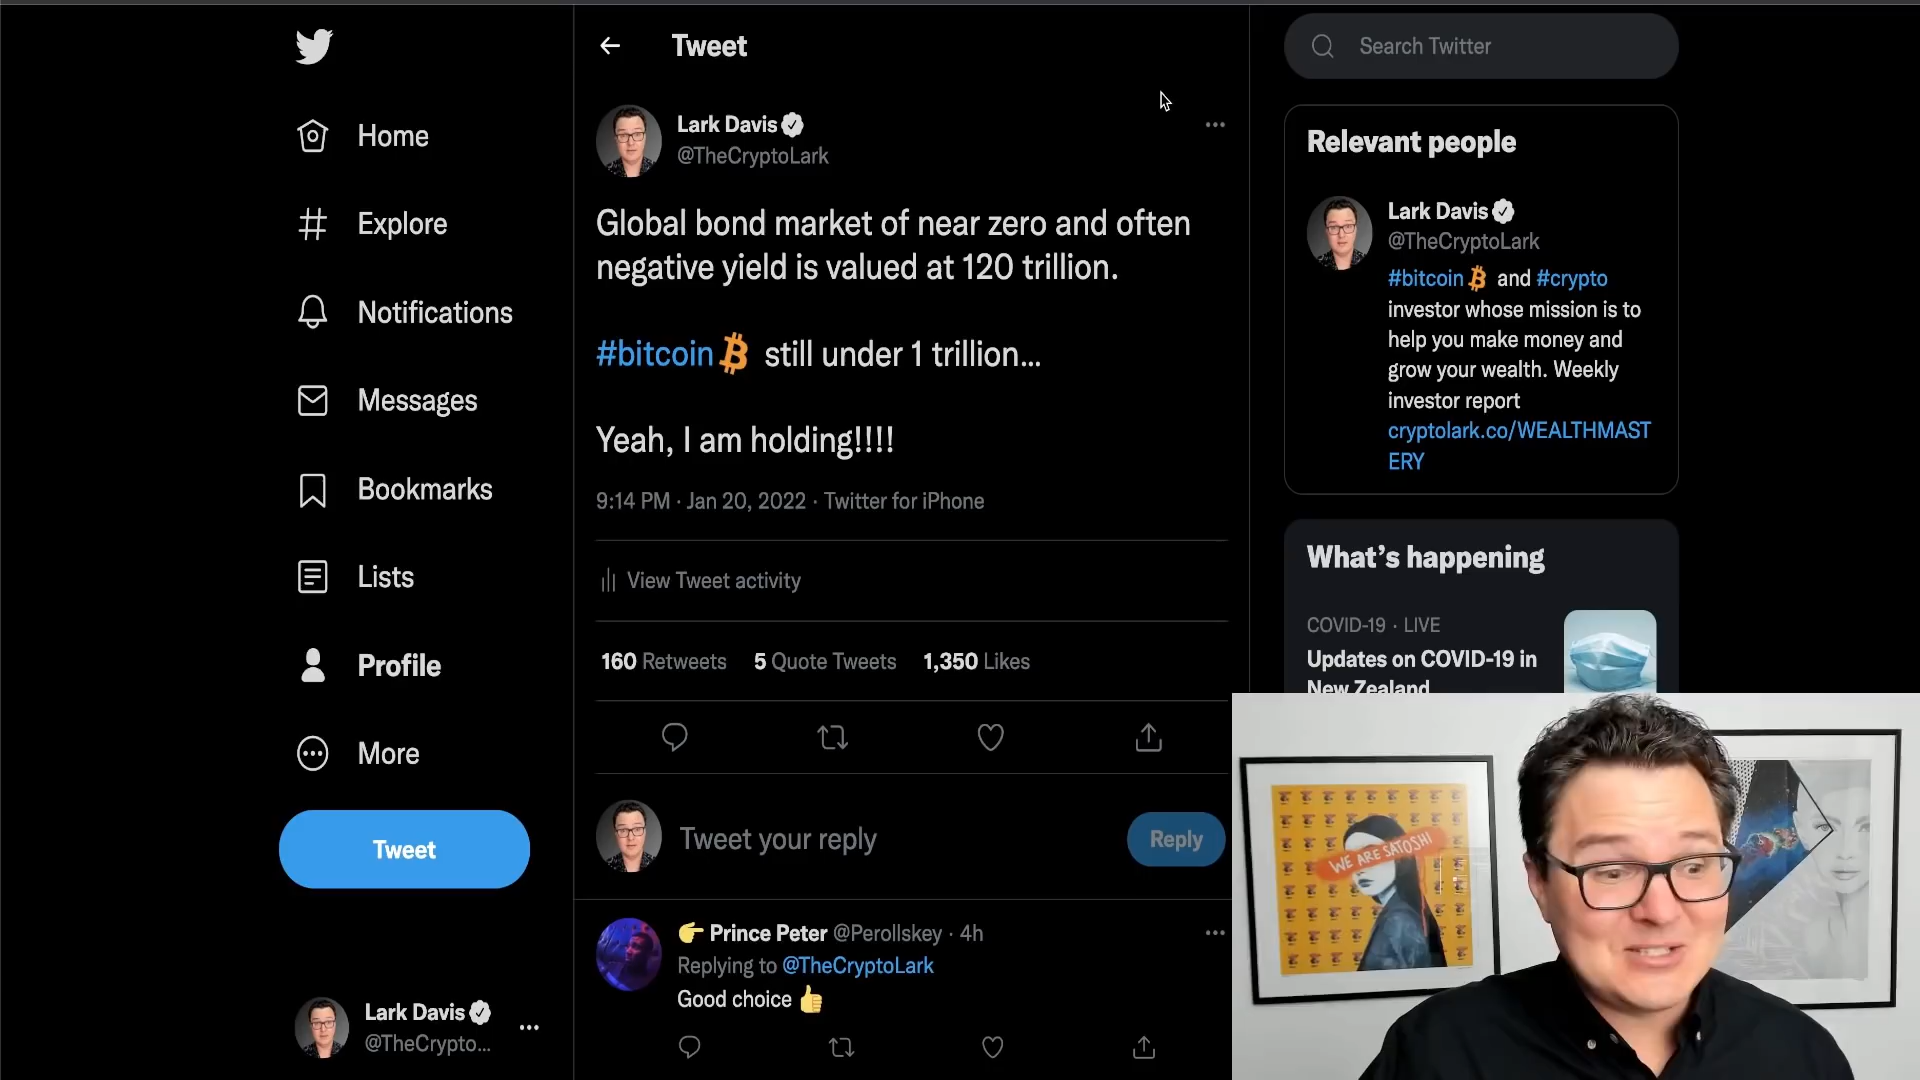 Home
Explore
Notifications
Messages
Bookmarks
Lists
Profile
More
Tweet
Lark Davis
@TheCrypto...
Tweet
Lark Davis
@TheCryptoLark
Global bond market of near zero and often
negative yield is valued at 120 trillion.
#bitcoin still under 1 trillion...
Yeah, I am holding!!!!
9:14 PM · Jan 20, 2022 · Twitter for iPhone
View Tweet activity
160 Retweets 5 Quote Tweets 1,350 Likes
Tweet your reply
Reply
Prince Peter @Perollskey · 4h
Replying to @TheCryptoLark
Good choice
Search Twitter
Relevant people
Lark Davis
@TheCryptoLark
#bitcoin and #crypto
investor whose mission is to
help you make money and
grow your wealth. Weekly
investor report
cryptolark.co/WEALTHMAST
ERY
What's happening
COVID-19 · LIVE
Updates on COVID-19 in
New Zealand
WE ARE SATOSHI